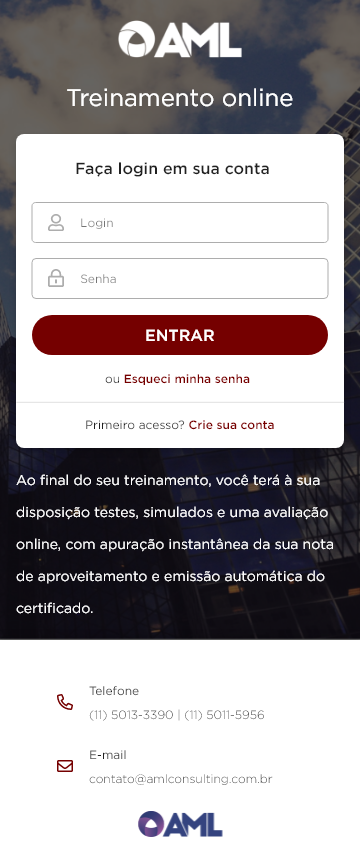 AML
Treinamento online
Faça login em sua conta
Login
Senha
ENTRAR
ou Esqueci minha senha
Primeiro acesso? Crie sua conta
Ao final do seu treinamento, você terá à sua
disposição testes, simulados e uma avaliação
online, com apuração instantânea da sua nota
de aproveitamento e emissão automática do
certificado.
Telefone
(11) 5013-3390 | (11) 5011-5956
E-mail
contato@amlconsulting.com.br
AML